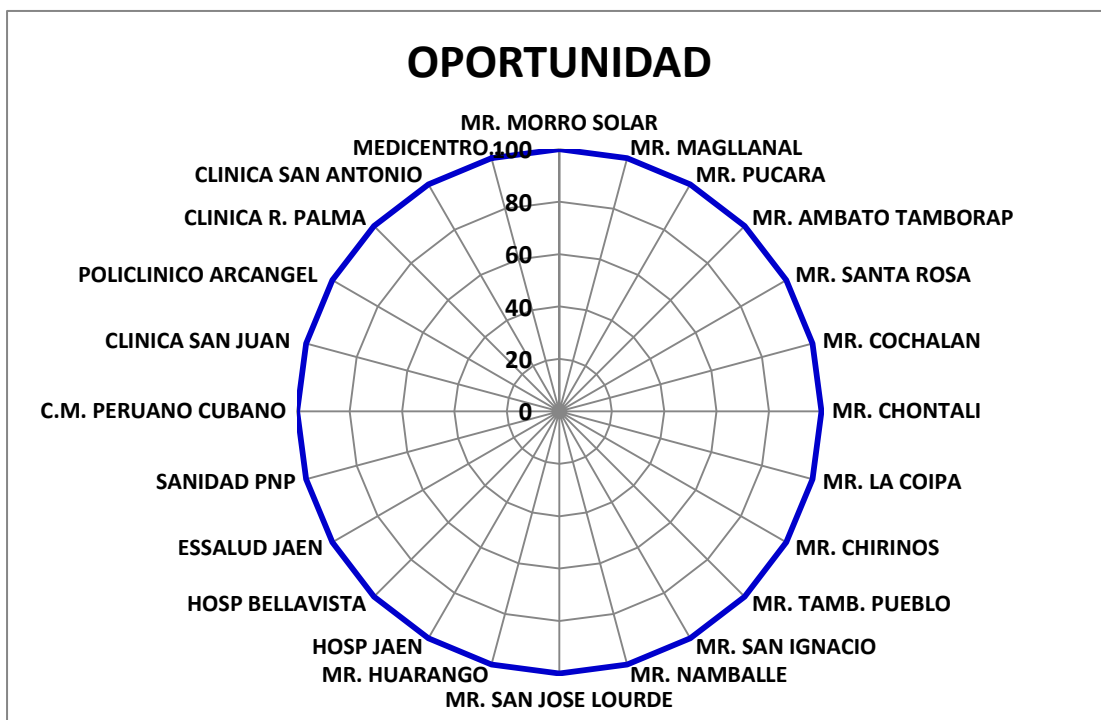 OPORTUNIDAD
MR. MORRO SOLAR
MR. MAGLLANAL
MR. PUCARA
MR. AMBATO TAMBORAP
MR. SANTA ROSA
MR. COCHALAN
MR. CHONTALI
MR. LA COIPA
MR. CHIRINOS
MR. TAMB. PUEBLO
MR. SAN IGNACIO
MR. NAMBALLE
MR. SAN JOSE LOURDE
MR. HUARANGO
HOSP JAEN
HOSP BELLAVISTA
ESSALUD JAEN
SANIDAD PNP
C.M. PERUANO CUBANO
CLINICA SAN JUAN
POLICLINICO ARCANGEL
CLINICA R. PALMA
CLINICA SAN ANTONIO
MEDICENTRO
100
80
60
40
20
0